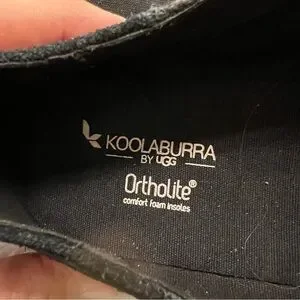 KOOLABURRA
BY UGG
Ortholite®
comfort foam insoles